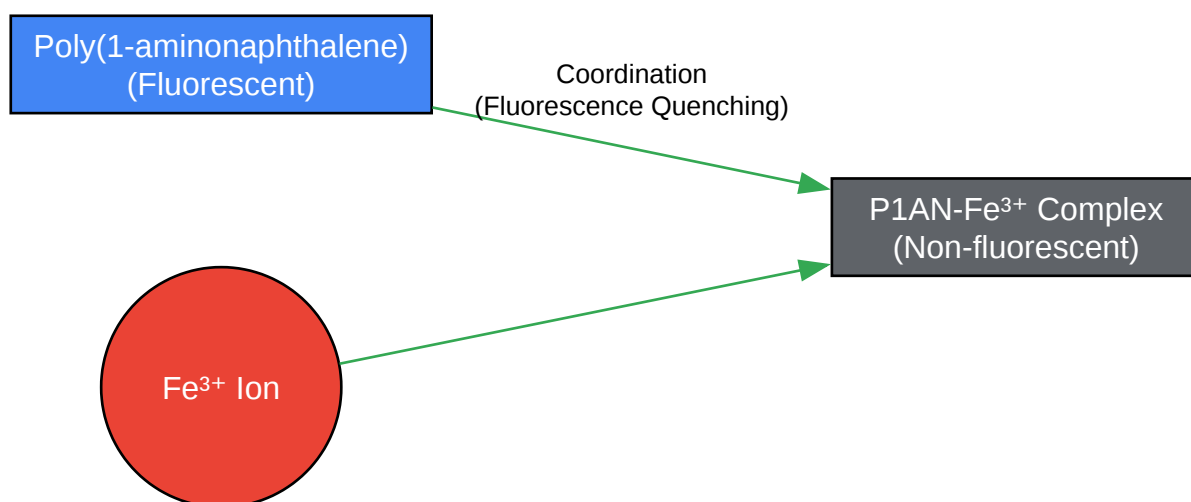 Poly(1-aminonaphthalene)
(Fluorescent)
Coordination
(Fluorescence Quenching)
P1AN-Fe³⁺ Complex
(Non-fluorescent)
Fe³⁺ Ion